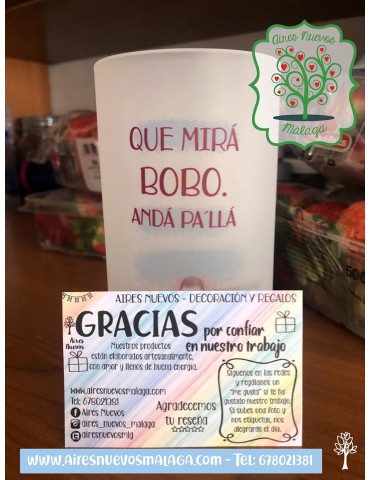 Aires Nuevos
Málaga
QUE MIRÁ
BOBO.
ANDÁ PA´LLÁ
AIRES NUEVOS - DECORACIÓN Y REGALOS
GRACIAS por confiar
en nuestro trabajo
Aires
Nuevos
Nuestros productos
están elaborados artesanalmente,
con amor y llenos de buena energía.
www.airesnuevosmalaga.com
Tel: 678021381
Aires Nuevos
@aires_nuevos_malaga
@airesnuevosmlg
Agradecemos
tu reseña
Síguenos en las redes
y regálanos un
"me gusta" si te ha
gustado nuestro trabajo.
Si subes una foto y
nos etiquetas, nos
alegrarás el día.
www.AiresnuevosMALAGA.com - Tel: 678021381